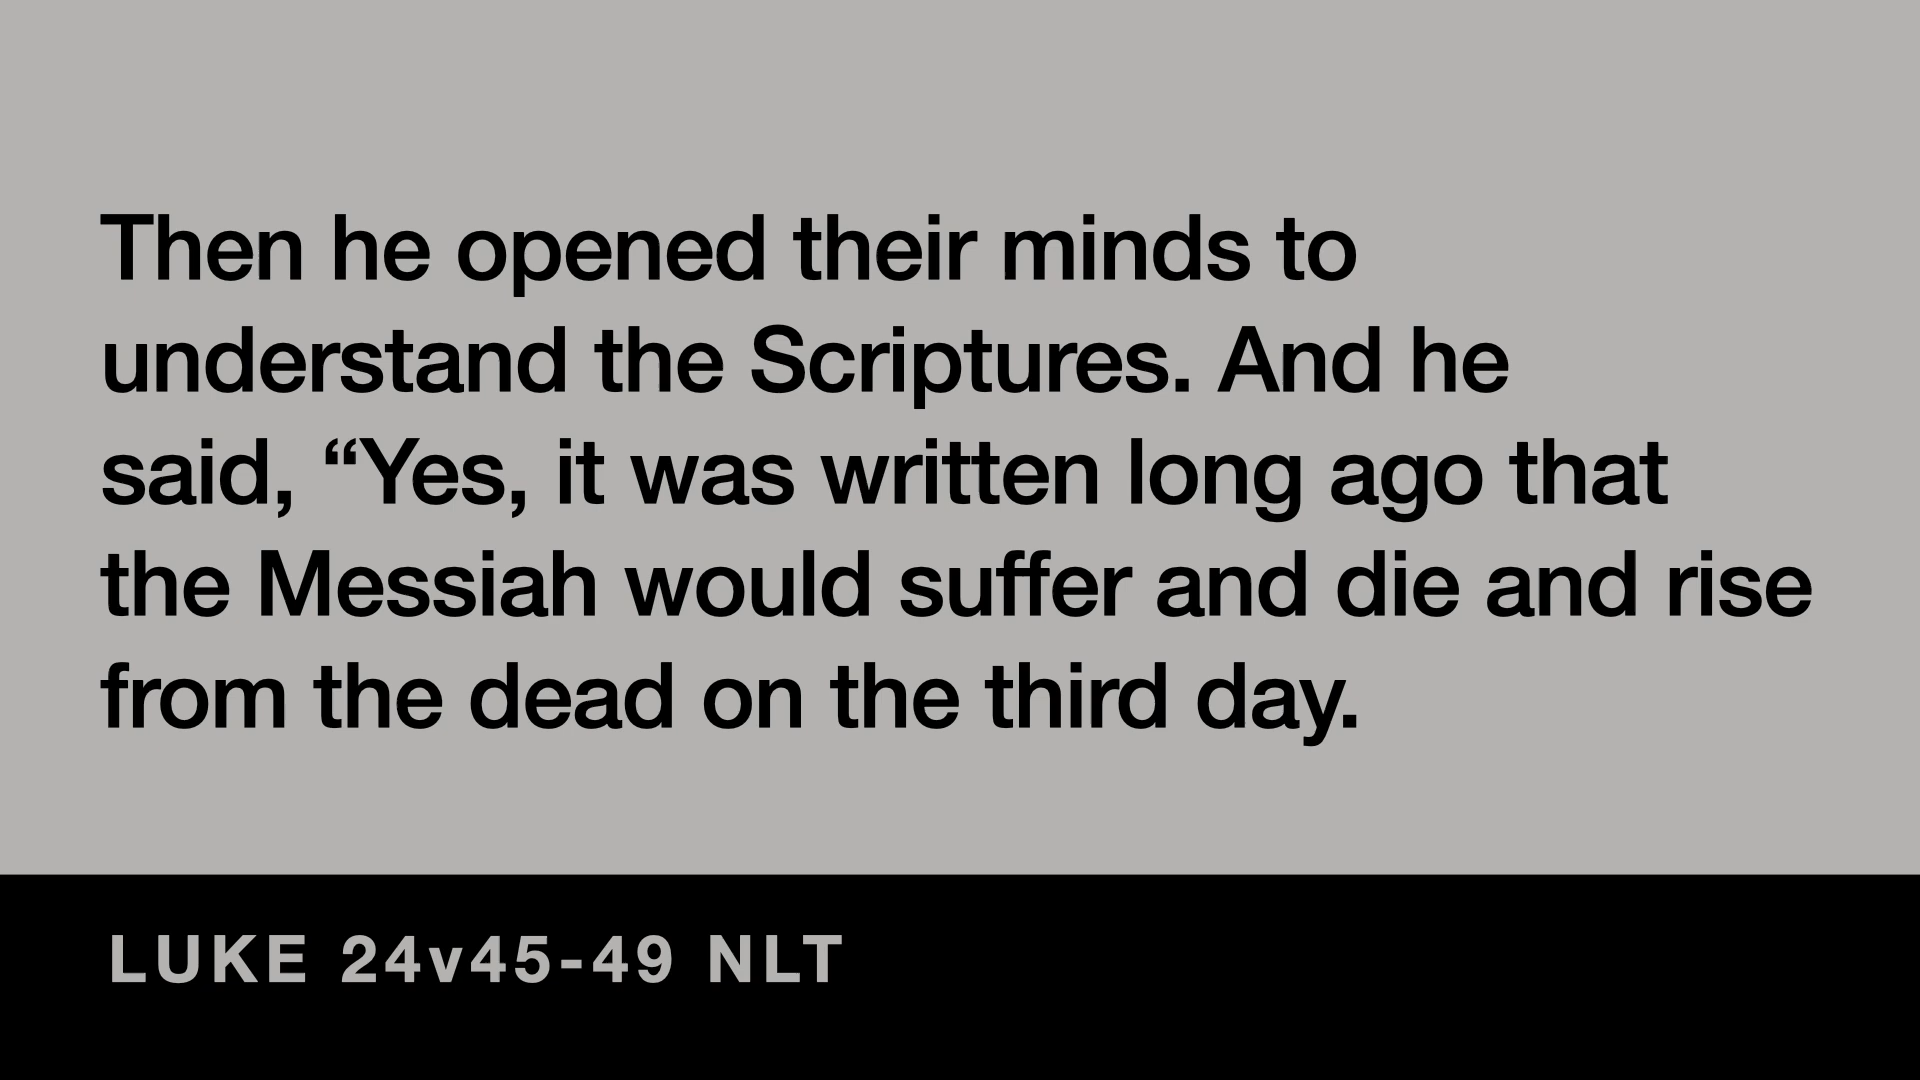 Then he opened their minds to
understand the Scriptures. And he
said, “Yes, it was written long ago that
the Messiah would suffer and die and rise
from the dead on the third day.
LUKE 24v45-49 NLT